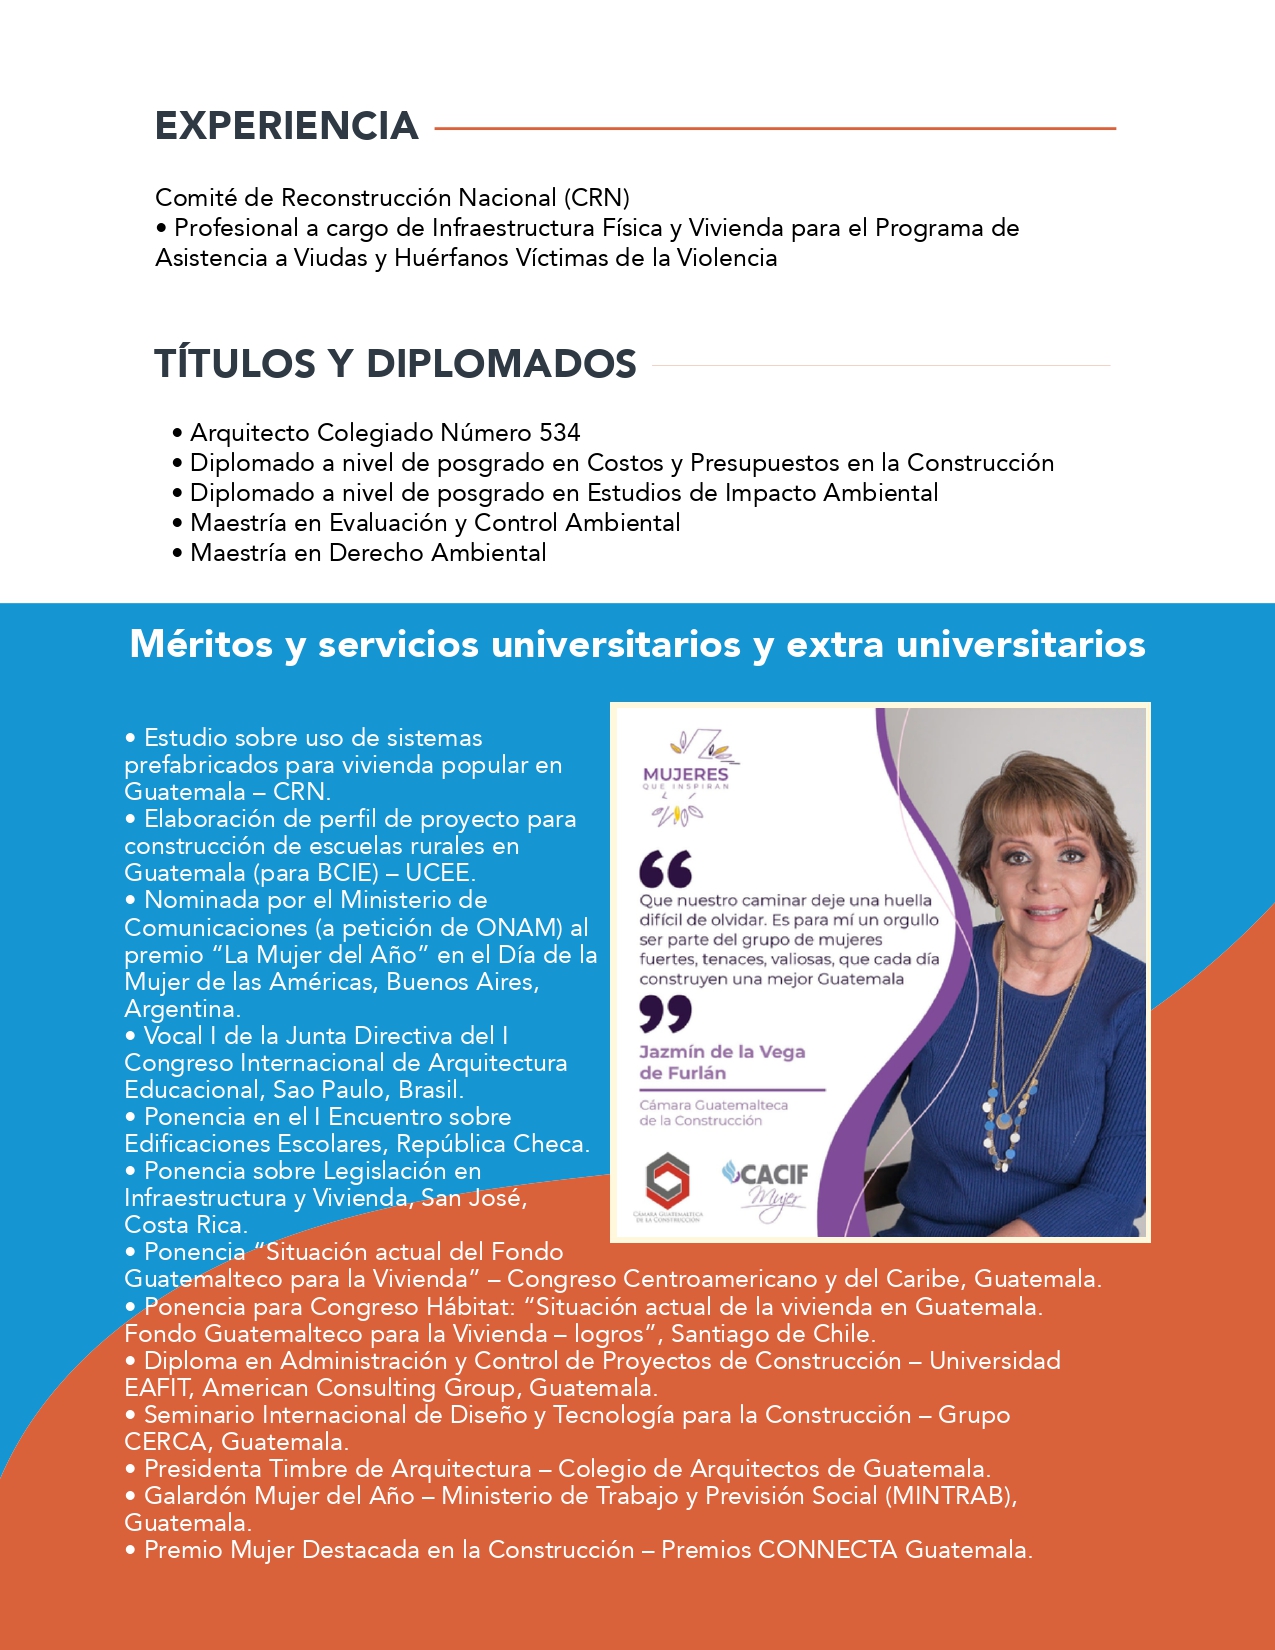 EXPERIENCIA
Comité de Reconstrucción Nacional (CRN)
• Profesional a cargo de Infraestructura Física y Vivienda para el Programa de
Asistencia a Viudas y Huérfanos Víctimas de la Violencia
TÍTULOS Y DIPLOMADOS
• Arquitecto Colegiado Número 534
• Diplomado a nivel de posgrado en Costos y Presupuestos en la Construcción
• Diplomado a nivel de posgrado en Estudios de Impacto Ambiental
• Maestría en Evaluación y Control Ambiental
• Maestría en Derecho Ambiental
Méritos y servicios universitarios y extra universitarios
• Estudio sobre uso de sistemas
prefabricados para vivienda popular en
Guatemala – CRN.
• Elaboración de perfil de proyecto para
construcción de escuelas rurales en
Guatemala (para BCIE) – UCEE.
• Nominada por el Ministerio de
Comunicaciones (a petición de ONAM) al
premio “La Mujer del Año” en el Día de la
Mujer de las Américas, Buenos Aires,
Argentina.
• Vocal I de la Junta Directiva del I
Congreso Internacional de Arquitectura
Educacional, Sao Paulo, Brasil.
• Ponencia en el I Encuentro sobre
Edificaciones Escolares, República Checa.
• Ponencia sobre Legislación en
Infraestructura y Vivienda, San José,
Costa Rica.
• Ponencia “Situación actual del Fondo
Guatemalteco para la Vivienda” – Congreso Centroamericano y del Caribe, Guatemala.
• Ponencia para Congreso Hábitat: “Situación actual de la vivienda en Guatemala.
Fondo Guatemalteco para la Vivienda – logros”, Santiago de Chile.
• Diploma en Administración y Control de Proyectos de Construcción – Universidad
EAFIT, American Consulting Group, Guatemala.
• Seminario Internacional de Diseño y Tecnología para la Construcción – Grupo
CERCA, Guatemala.
• Presidenta Timbre de Arquitectura – Colegio de Arquitectos de Guatemala.
• Galardón Mujer del Año – Ministerio de Trabajo y Previsión Social (MINTRAB),
Guatemala.
• Premio Mujer Destacada en la Construcción – Premios CONNECTA Guatemala.
MUJERES
QUE INSPIRAN
“
Que nuestro caminar deje una huella
difícil de olvidar. Es para mí un orgullo
ser parte del grupo de mujeres
fuertes, tenaces, valiosas, que cada día
construyen una mejor Guatemala
”
Jazmín de la Vega
de Furlán
Cámara Guatemalteca
de la Construcción
CÁMARA GUATEMALTECA
DE LA CONSTRUCCIÓN
CACIF
Mujer